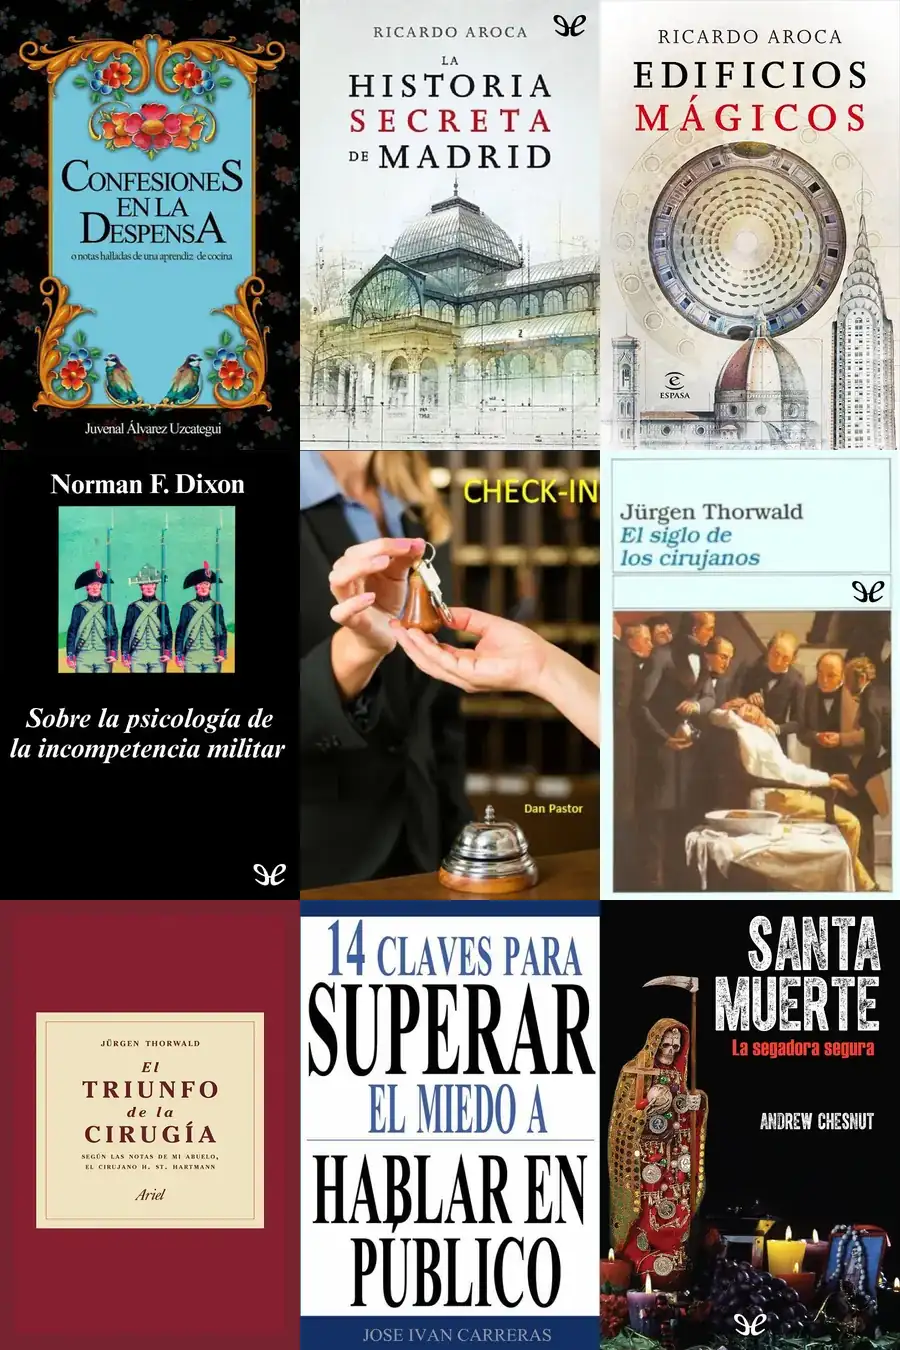 CONFESIONES
EN LA
DESPENSA
o notas halladas de una aprendiz de cocina
Juvenal Álvarez Uzcategui
RICARDO AROCA
LA
HISTORIA
SECRETA
DE MADRID
RICARDO AROCA
EDIFICIOS
MÁGICOS
ESPASA
Norman F. Dixon
Sobre la psicología de
la incompetencia militar
CHECK-IN
Dan Pastor
Jürgen Thorwald
El siglo de
los cirujanos
JÜRGEN THORWALD
El
TRIUNFO
de la
CIRUGÍA
SEGÚN LAS NOTAS DE MI ABUELO,
EL CIRUJANO H. ST. HARTMANN
Ariel
14 CLAVES PARA
SUPERAR
EL MIEDO A
HABLAR EN
PÚBLICO
JOSE IVAN CARRERAS
SANTA
MUERTE
La segadora segura
ANDREW CHESNUT